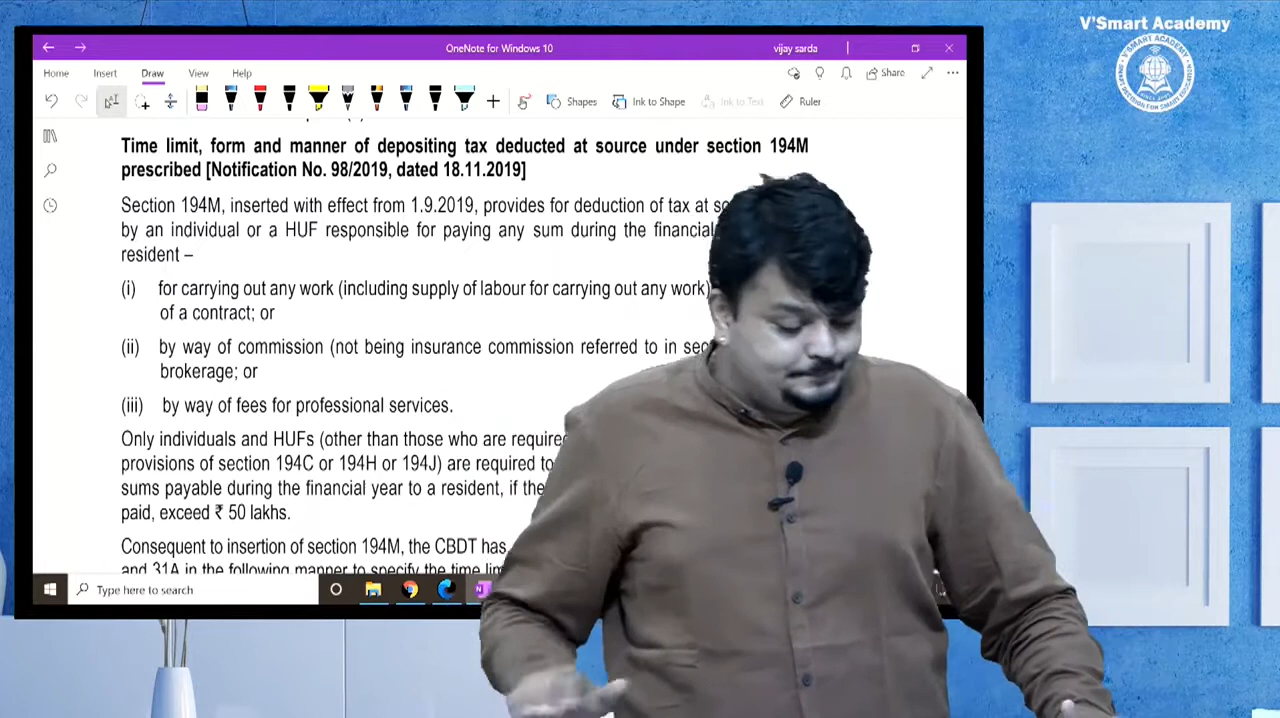 V'Smart Academy
OneNote for Windows 10
vijay sarda
Home Insert Draw View Help
Share
Shapes Ink to Shape Ink to Text Ruler
Time limit, form and manner of depositing tax deducted at source under section 194M
prescribed [Notification No. 98/2019, dated 18.11.2019]
Section 194M, inserted with effect from 1.9.2019, provides for deduction of tax at
by an individual or a HUF responsible for paying any sum during the financial
resident –
(i) for carrying out any work (including supply of labour for carrying out any work)
of a contract; or
(ii) by way of commission (not being insurance commission referred to in
brokerage; or
(iii) by way of fees for professional services.
Only individuals and HUFs (other than those who are
provisions of section 194C or 194H or 194J) are required
sums payable during the financial year to a resident, if
paid, exceed ₹ 50 lakhs.
Consequent to insertion of section 194M, the CBDT has
and 31A in the following manner to specify the time
Type here to search